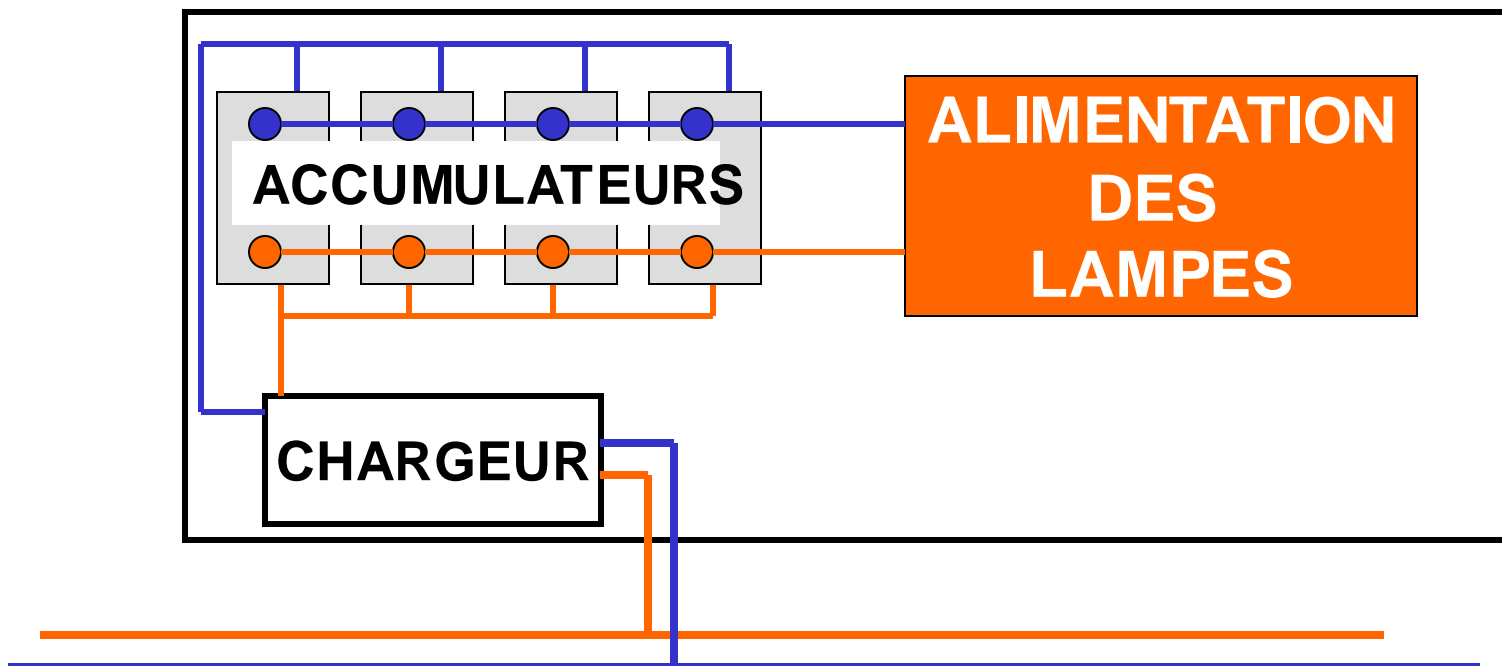 ACCUMULATEURS
ALIMENTATION
DES
LAMPES
CHARGEUR